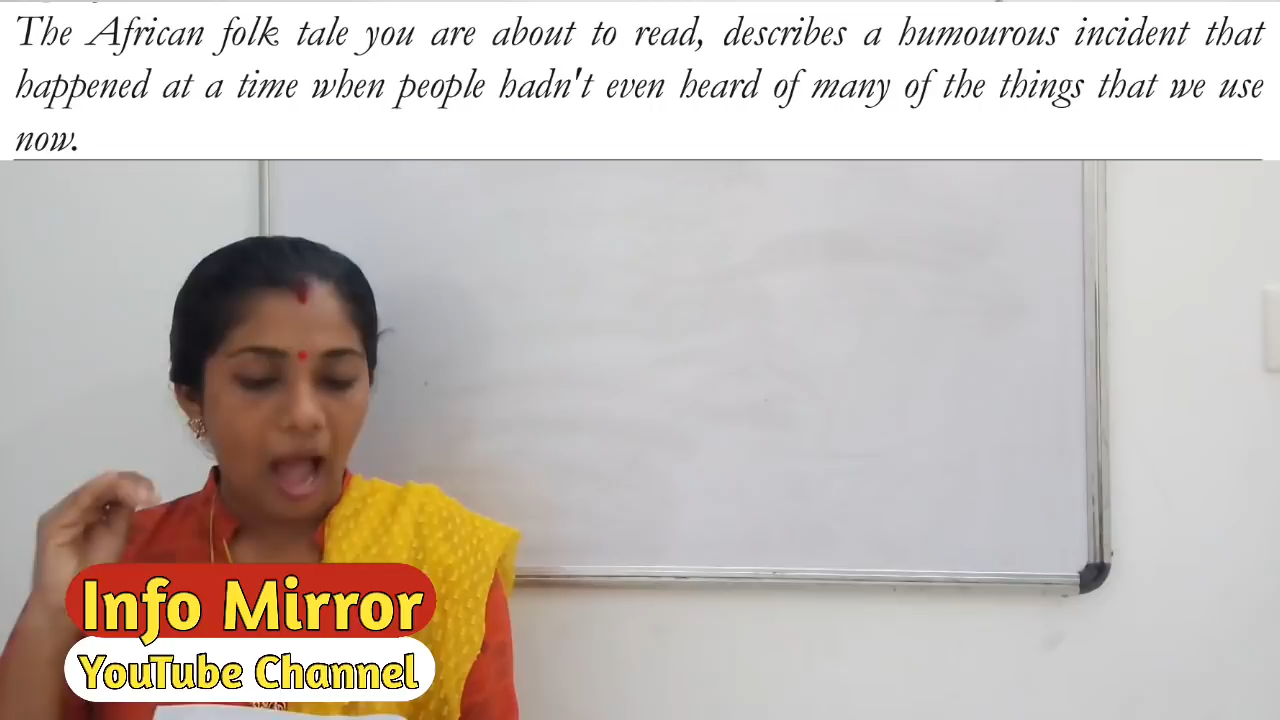 The African folk tale you are about to read, describes a humourous incident that
happened at a time when people hadn't even heard of many of the things that we use
now.
Info Mirror
YouTube Channel